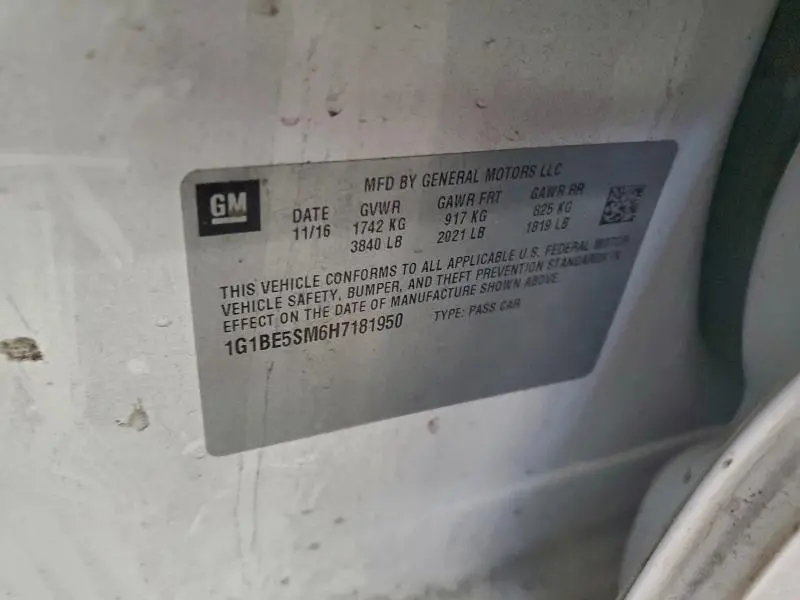 GM
MFD BY GENERAL MOTORS LLC
DATE GVWR GAWR FRT GAWR RR
11/16 1742 KG 917 KG 825 KG
3840 LB 2021 LB 1819 LB
THIS VEHICLE CONFORMS TO ALL APPLICABLE U.S. FEDERAL MOTOR
VEHICLE SAFETY, BUMPER, AND THEFT PREVENTION STANDARDS IN
EFFECT ON THE DATE OF MANUFACTURE SHOWN ABOVE.
1G1BE5SM6H7181950 TYPE: PASS CAR